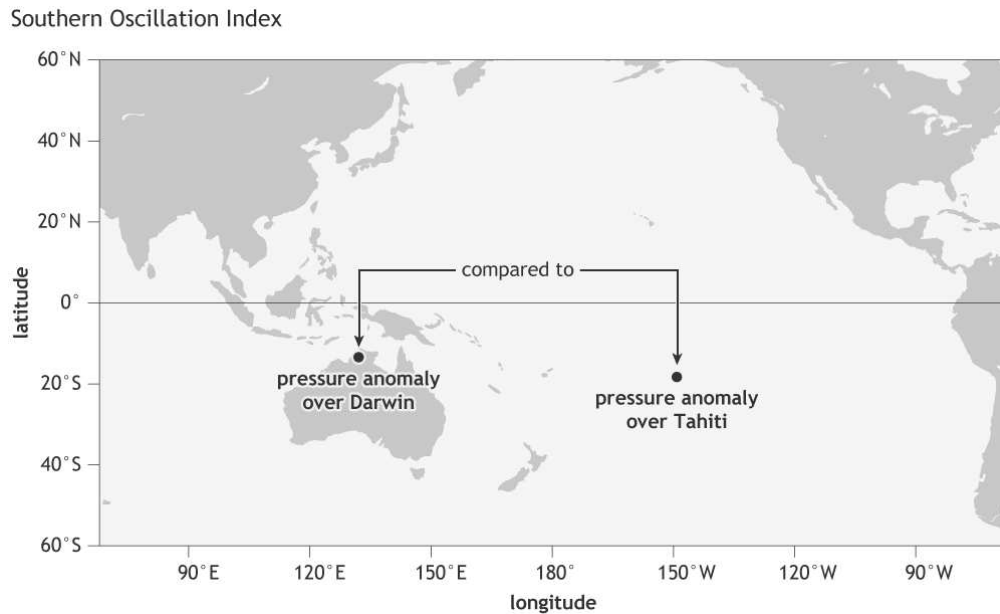 Southern Oscillation Index
60°N
40°N
20°N
0°
20°S
40°S
60°S
latitude
compared to
pressure anomaly
over Darwin
pressure anomaly
over Tahiti
90°E
120°E
150°E
180°
150°W
120°W
90°W
longitude